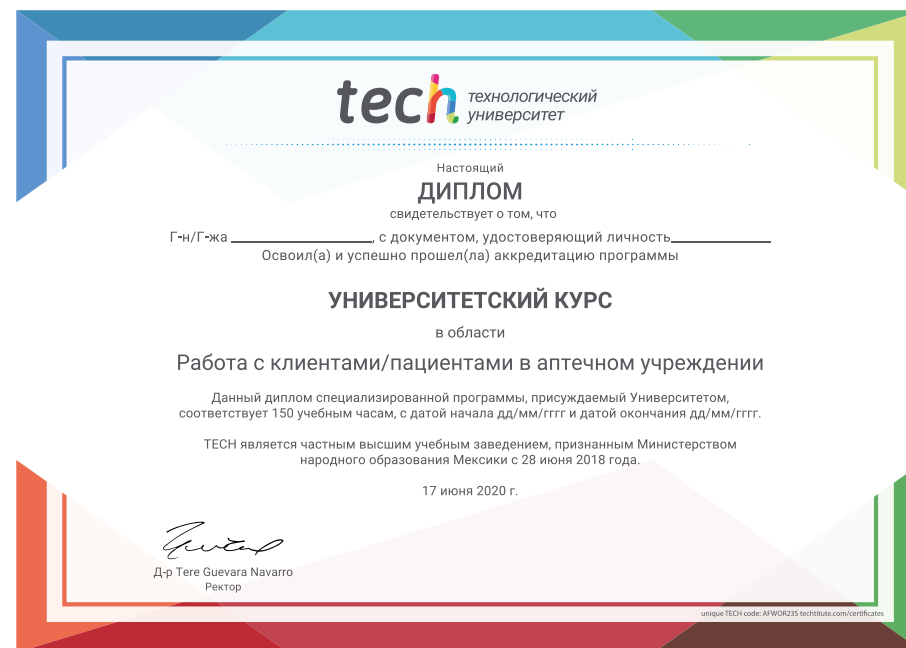 tech технологический
университет
Настоящий
ДИПЛОМ
свидетельствует о том, что
Г-н/Г-жа ________________, с документом, удостоверяющий личность____________
Освоил(а) и успешно прошел(ла) аккредитацию программы
УНИВЕРСИТЕТСКИЙ КУРС
в области
Работа с клиентами/пациентами в аптечном учреждении
Данный диплом специализированной программы, присуждаемый Университетом,
соответствует 150 учебным часам, с датой начала дд/мм/гггг и датой окончания дд/мм/гггг.
TECH является частным высшим учебным заведением, признанным Министерством
народного образования Мексики с 28 июня 2018 года.
17 июня 2020 г.
Д-р Tere Guevara Navarro
Ректор
unique TECH code: AFWOR23S techtitute.com/certificates